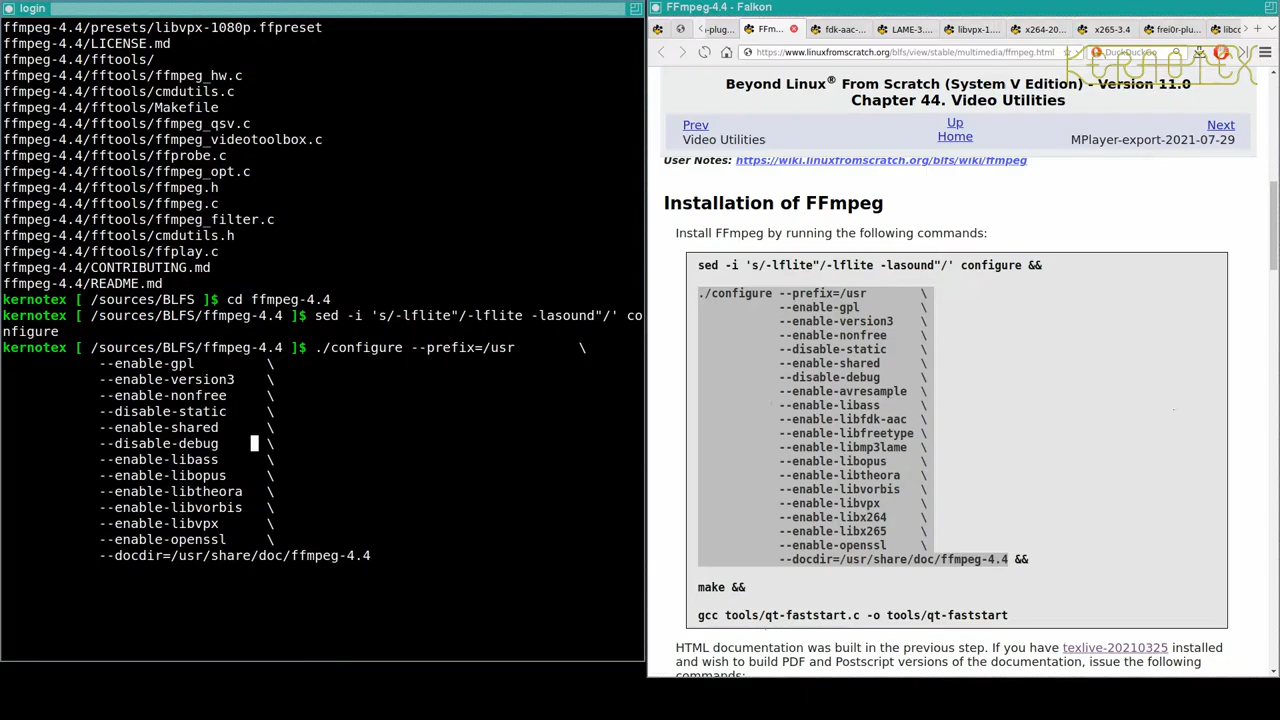 login
ffmpeg-4.4/presets/libvpx-1080p.ffpreset
ffmpeg-4.4/LICENSE.md
ffmpeg-4.4/fftools/
ffmpeg-4.4/fftools/ffmpeg_hw.c
ffmpeg-4.4/fftools/cmdutils.c
ffmpeg-4.4/fftools/Makefile
ffmpeg-4.4/fftools/ffmpeg_qsv.c
ffmpeg-4.4/fftools/ffmpeg_videotoolbox.c
ffmpeg-4.4/fftools/ffprobe.c
ffmpeg-4.4/fftools/ffmpeg_opt.c
ffmpeg-4.4/fftools/ffmpeg.h
ffmpeg-4.4/fftools/ffmpeg.c
ffmpeg-4.4/fftools/ffmpeg_filter.c
ffmpeg-4.4/fftools/cmdutils.h
ffmpeg-4.4/fftools/ffplay.c
ffmpeg-4.4/CONTRIBUTING.md
ffmpeg-4.4/README.md
kernotex [ /sources/BLFS ]$ cd ffmpeg-4.4
kernotex [ /sources/BLFS/ffmpeg-4.4 ]$ sed -i 's/-lflite"/-lflite -lasound"/' co
nfigure
kernotex [ /sources/BLFS/ffmpeg-4.4 ]$ ./configure --prefix=/usr \
--enable-gpl \
--enable-version3 \
--enable-nonfree \
--disable-static \
--enable-shared \
--disable-debug \
--enable-libass \
--enable-libopus \
--enable-libtheora \
--enable-libvorbis \
--enable-libvpx \
--enable-openssl \
--docdir=/usr/share/doc/ffmpeg-4.4
FFmpeg-4.4 - Falkon
-plug... FFm... fdk-aac-... LAME-3.... libvpx-1.... x264-20... x265-3.4 frei0r-plu... libc
https://www.linuxfromscratch.org/blfs/view/stable/multimedia/ffmpeg.html DuckDuckGo
KERNOTEX
Beyond Linux® From Scratch (System V Edition) - Version 11.0
Chapter 44. Video Utilities
Prev Up Next
Video Utilities Home MPlayer-export-2021-07-29
User Notes: https://wiki.linuxfromscratch.org/blfs/wiki/ffmpeg
Installation of FFmpeg
Install FFmpeg by running the following commands:
sed -i 's/-lflite"/-lflite -lasound"/' configure &&
./configure --prefix=/usr \
--enable-gpl \
--enable-version3 \
--enable-nonfree \
--disable-static \
--enable-shared \
--disable-debug \
--enable-avresample \
--enable-libass \
--enable-libfdk-aac \
--enable-libfreetype \
--enable-libmp3lame \
--enable-libopus \
--enable-libtheora \
--enable-libvorbis \
--enable-libvpx \
--enable-libx264 \
--enable-libx265 \
--enable-openssl \
--docdir=/usr/share/doc/ffmpeg-4.4 &&
make &&
gcc tools/qt-faststart.c -o tools/qt-faststart
HTML documentation was built in the previous step. If you have texlive-20210325 installed
and wish to build PDF and Postscript versions of the documentation, issue the following
commands: